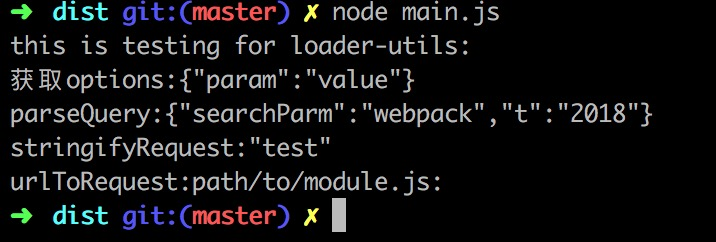 ➜ dist git:(master) ✗ node main.js
this is testing for loader-utils:
获取options:{"param":"value"}
parseQuery:{"searchParm":"webpack","t":"2018"}
stringifyRequest:"test"
urlToRequest:path/to/module.js:
➜ dist git:(master) ✗